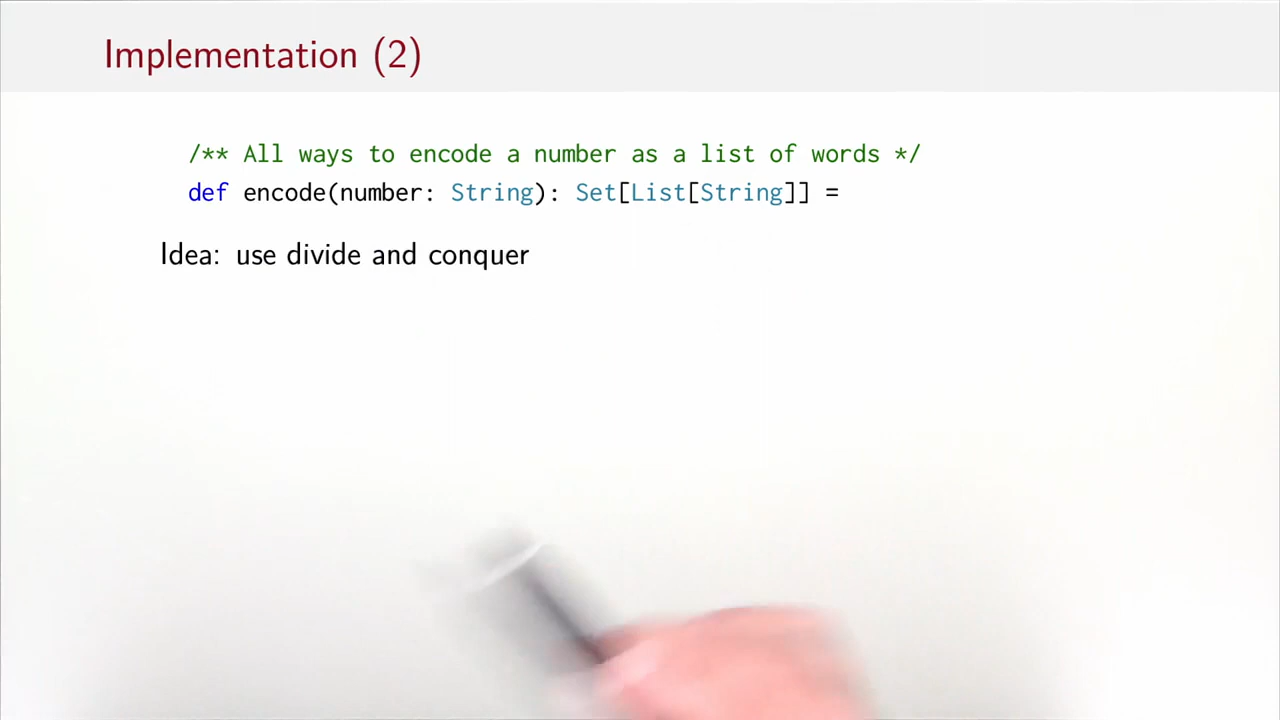 Implementation (2)
/** All ways to encode a number as a list of words */
def encode(number: String): Set[List[String]] =
Idea: use divide and conquer